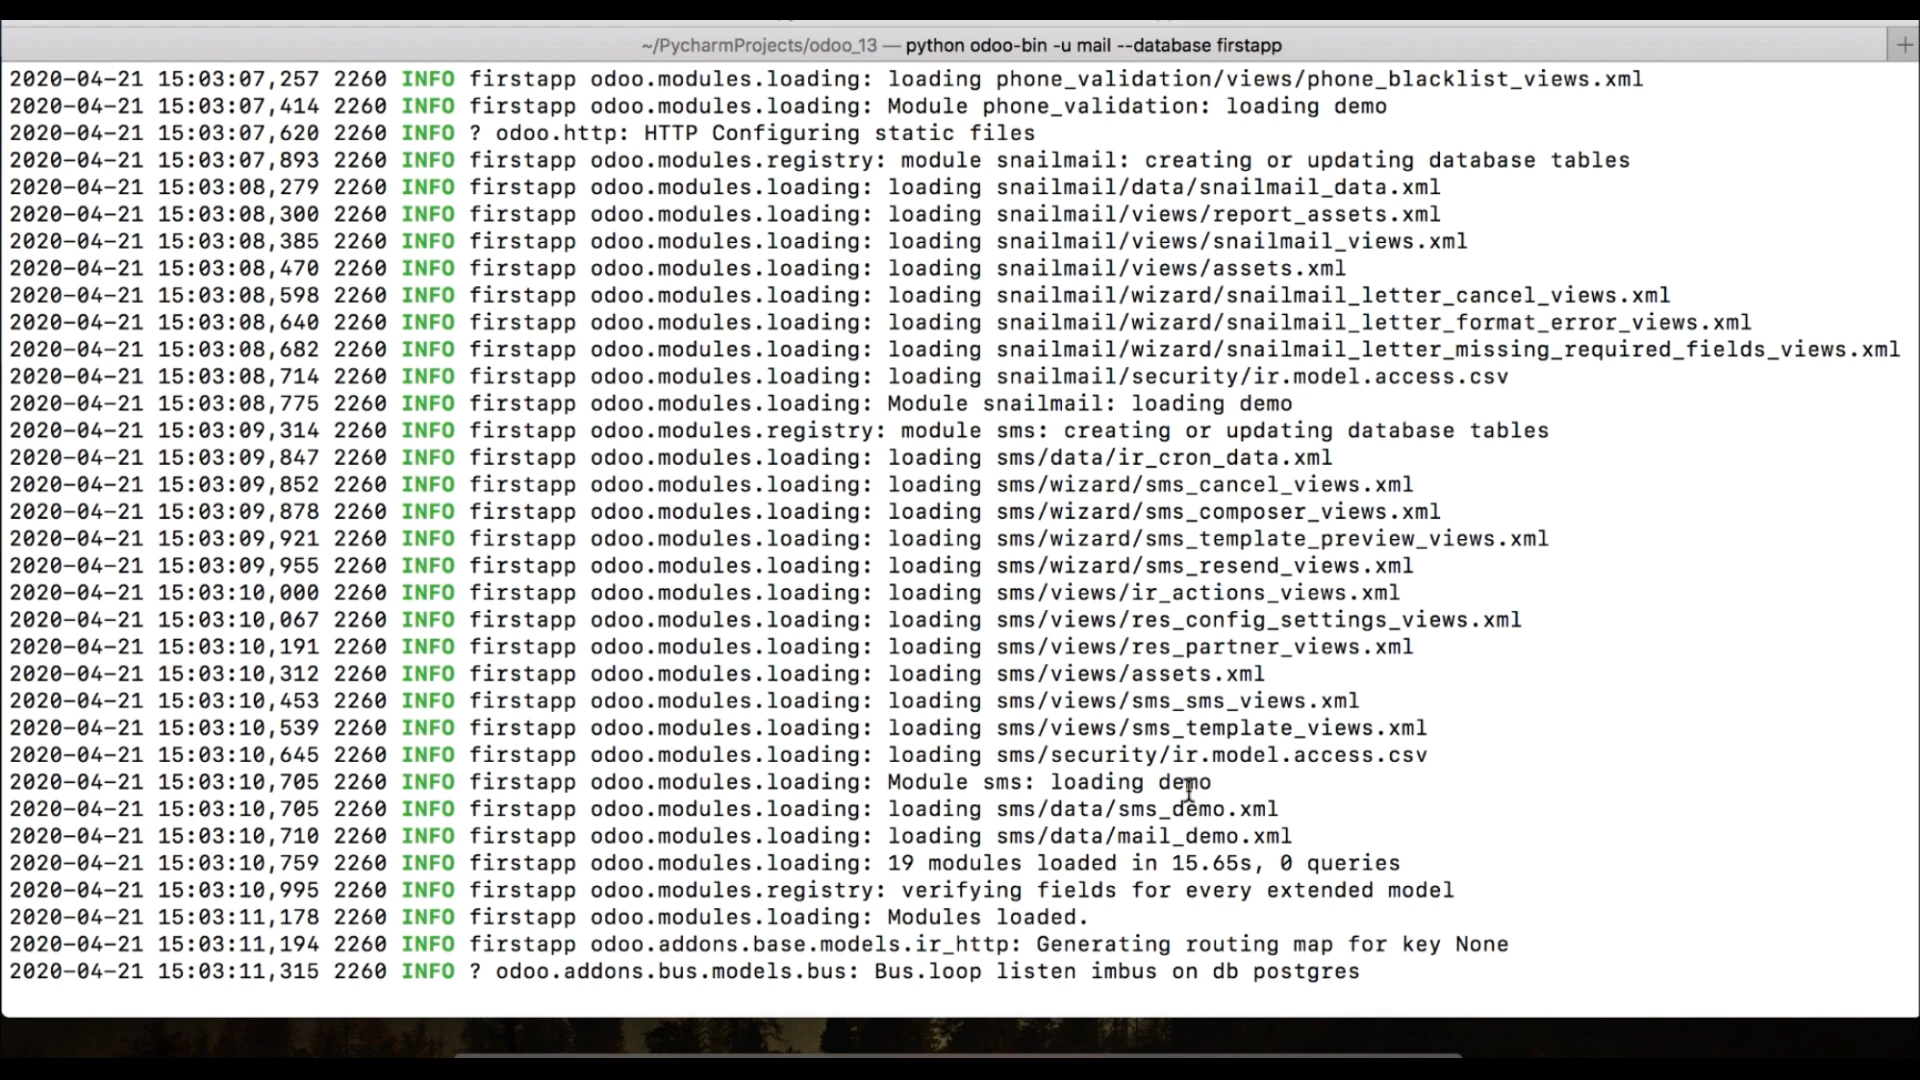 ~/PycharmProjects/odoo_13 — python odoo-bin -u mail --database firstapp
2020-04-21 15:03:07,257 2260 INFO firstapp odoo.modules.loading: loading phone_validation/views/phone_blacklist_views.xml
2020-04-21 15:03:07,414 2260 INFO firstapp odoo.modules.loading: Module phone_validation: loading demo
2020-04-21 15:03:07,620 2260 INFO ? odoo.http: HTTP Configuring static files
2020-04-21 15:03:07,893 2260 INFO firstapp odoo.modules.registry: module snailmail: creating or updating database tables
2020-04-21 15:03:08,279 2260 INFO firstapp odoo.modules.loading: loading snailmail/data/snailmail_data.xml
2020-04-21 15:03:08,300 2260 INFO firstapp odoo.modules.loading: loading snailmail/views/report_assets.xml
2020-04-21 15:03:08,385 2260 INFO firstapp odoo.modules.loading: loading snailmail/views/snailmail_views.xml
2020-04-21 15:03:08,470 2260 INFO firstapp odoo.modules.loading: loading snailmail/views/assets.xml
2020-04-21 15:03:08,598 2260 INFO firstapp odoo.modules.loading: loading snailmail/wizard/snailmail_letter_cancel_views.xml
2020-04-21 15:03:08,640 2260 INFO firstapp odoo.modules.loading: loading snailmail/wizard/snailmail_letter_format_error_views.xml
2020-04-21 15:03:08,682 2260 INFO firstapp odoo.modules.loading: loading snailmail/wizard/snailmail_letter_missing_required_fields_views.xml
2020-04-21 15:03:08,714 2260 INFO firstapp odoo.modules.loading: loading snailmail/security/ir.model.access.csv
2020-04-21 15:03:08,775 2260 INFO firstapp odoo.modules.loading: Module snailmail: loading demo
2020-04-21 15:03:09,314 2260 INFO firstapp odoo.modules.registry: module sms: creating or updating database tables
2020-04-21 15:03:09,847 2260 INFO firstapp odoo.modules.loading: loading sms/data/ir_cron_data.xml
2020-04-21 15:03:09,852 2260 INFO firstapp odoo.modules.loading: loading sms/wizard/sms_cancel_views.xml
2020-04-21 15:03:09,878 2260 INFO firstapp odoo.modules.loading: loading sms/wizard/sms_composer_views.xml
2020-04-21 15:03:09,921 2260 INFO firstapp odoo.modules.loading: loading sms/wizard/sms_template_preview_views.xml
2020-04-21 15:03:09,955 2260 INFO firstapp odoo.modules.loading: loading sms/wizard/sms_resend_views.xml
2020-04-21 15:03:10,000 2260 INFO firstapp odoo.modules.loading: loading sms/views/ir_actions_views.xml
2020-04-21 15:03:10,067 2260 INFO firstapp odoo.modules.loading: loading sms/views/res_config_settings_views.xml
2020-04-21 15:03:10,191 2260 INFO firstapp odoo.modules.loading: loading sms/views/res_partner_views.xml
2020-04-21 15:03:10,312 2260 INFO firstapp odoo.modules.loading: loading sms/views/assets.xml
2020-04-21 15:03:10,453 2260 INFO firstapp odoo.modules.loading: loading sms/views/sms_sms_views.xml
2020-04-21 15:03:10,539 2260 INFO firstapp odoo.modules.loading: loading sms/views/sms_template_views.xml
2020-04-21 15:03:10,645 2260 INFO firstapp odoo.modules.loading: loading sms/security/ir.model.access.csv
2020-04-21 15:03:10,705 2260 INFO firstapp odoo.modules.loading: Module sms: loading demo
2020-04-21 15:03:10,705 2260 INFO firstapp odoo.modules.loading: loading sms/data/sms_demo.xml
2020-04-21 15:03:10,710 2260 INFO firstapp odoo.modules.loading: loading sms/data/mail_demo.xml
2020-04-21 15:03:10,759 2260 INFO firstapp odoo.modules.loading: 19 modules loaded in 15.65s, 0 queries
2020-04-21 15:03:10,995 2260 INFO firstapp odoo.modules.registry: verifying fields for every extended model
2020-04-21 15:03:11,178 2260 INFO firstapp odoo.modules.loading: Modules loaded.
2020-04-21 15:03:11,194 2260 INFO firstapp odoo.addons.base.models.ir_http: Generating routing map for key None
2020-04-21 15:03:11,315 2260 INFO ? odoo.addons.bus.models.bus: Bus.loop listen imbus on db postgres